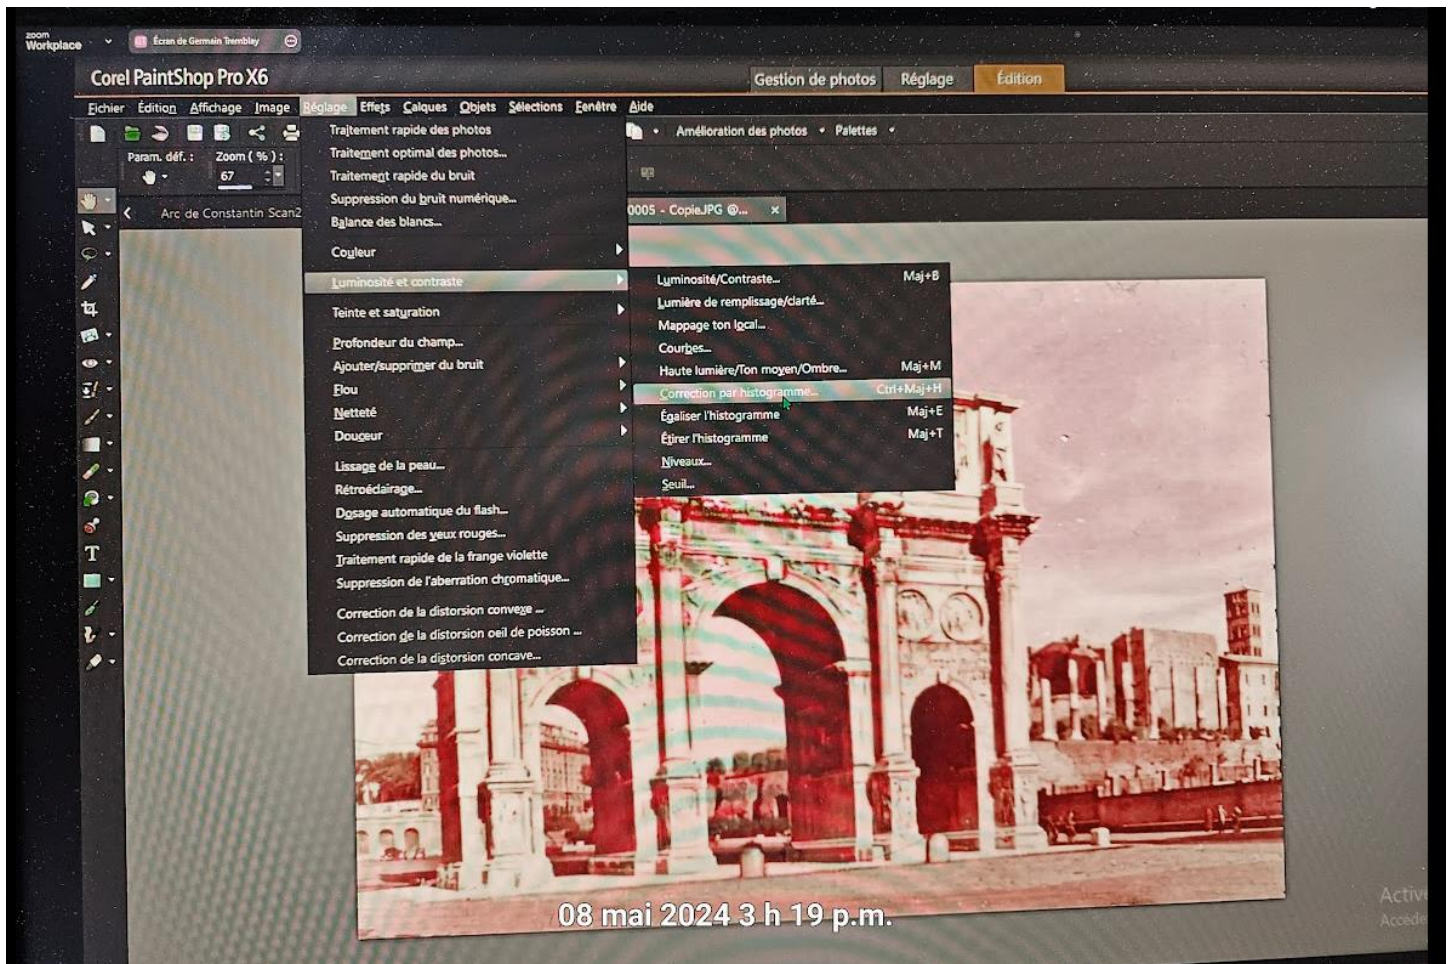 zoom
Workplace
Écran de Germain Tremblay
Corel PaintShop Pro X6
Gestion de photos
Réglage
Édition
Fichier Édition Affichage Image Réglage Effets Calques Objets Sélections Fenêtre Aide
Amélioration des photos
Palettes
Param. déf. :
Zoom ( % ) :
67
Arc de Constantin Scan2
0005 - Copie.JPG @...
Traitement rapide des photos
Traitement optimal des photos...
Traitement rapide du bruit
Suppression du bruit numérique...
Balance des blancs...
Couleur
Luminosité et contraste
Teinte et saturation
Profondeur du champ...
Ajouter/supprimer du bruit
Flou
Netteté
Douceur
Lissage de la peau...
Rétroéclairage...
Dosage automatique du flash...
Suppression des yeux rouges...
Traitement rapide de la frange violette
Suppression de l'aberration chromatique...
Correction de la distorsion convexe ...
Correction de la distorsion oeil de poisson ...
Correction de la distorsion concave...
Luminosité/Contraste... Maj+B
Lumière de remplissage/clarté...
Mappage ton local...
Courbes...
Haute lumière/Ton moyen/Ombre... Maj+M
Correction par histogramme... Ctrl+Maj+H
Égaliser l'histogramme Maj+E
Étirer l'histogramme Maj+T
Niveaux...
Seuil...
T
08 mai 2024 3 h 19 p.m.